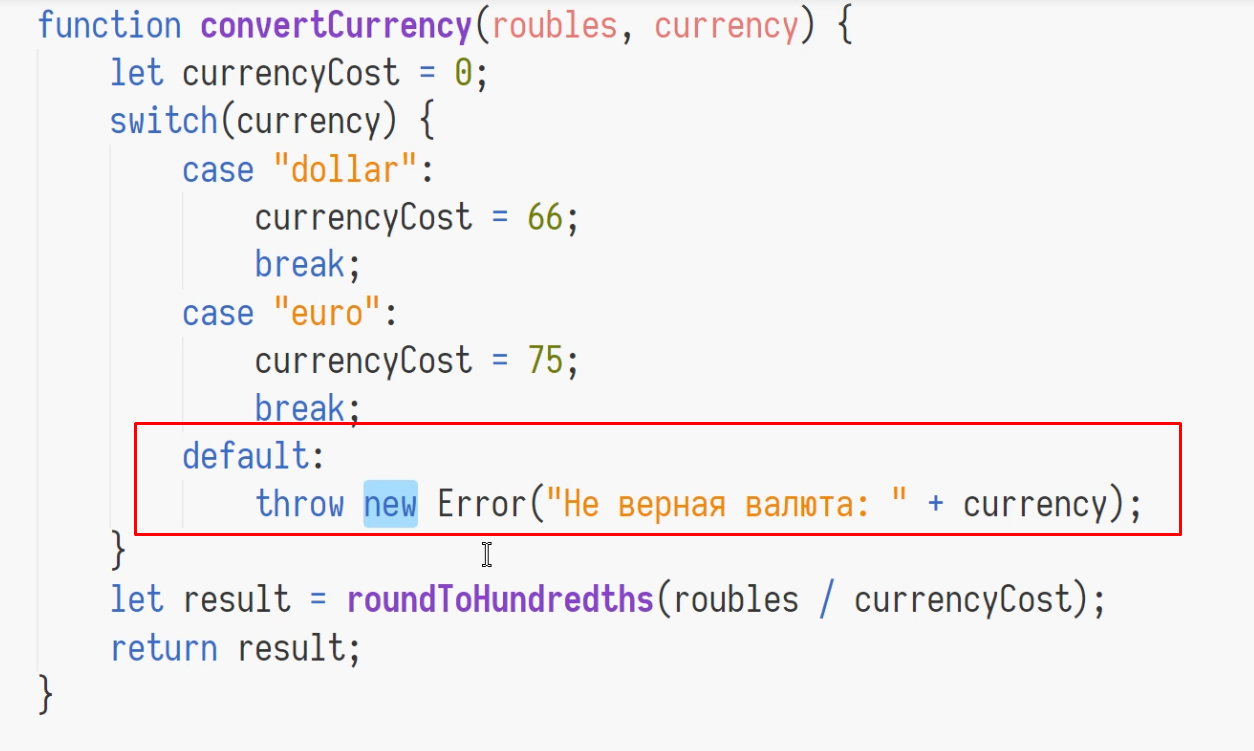 function convertCurrency(roubles, currency) {
let currencyCost = 0;
switch(currency) {
case "dollar":
currencyCost = 66;
break;
case "euro":
currencyCost = 75;
break;
default:
throw new Error("Не верная валюта: " + currency);
}
let result = roundToHundredths(roubles / currencyCost);
return result;
}